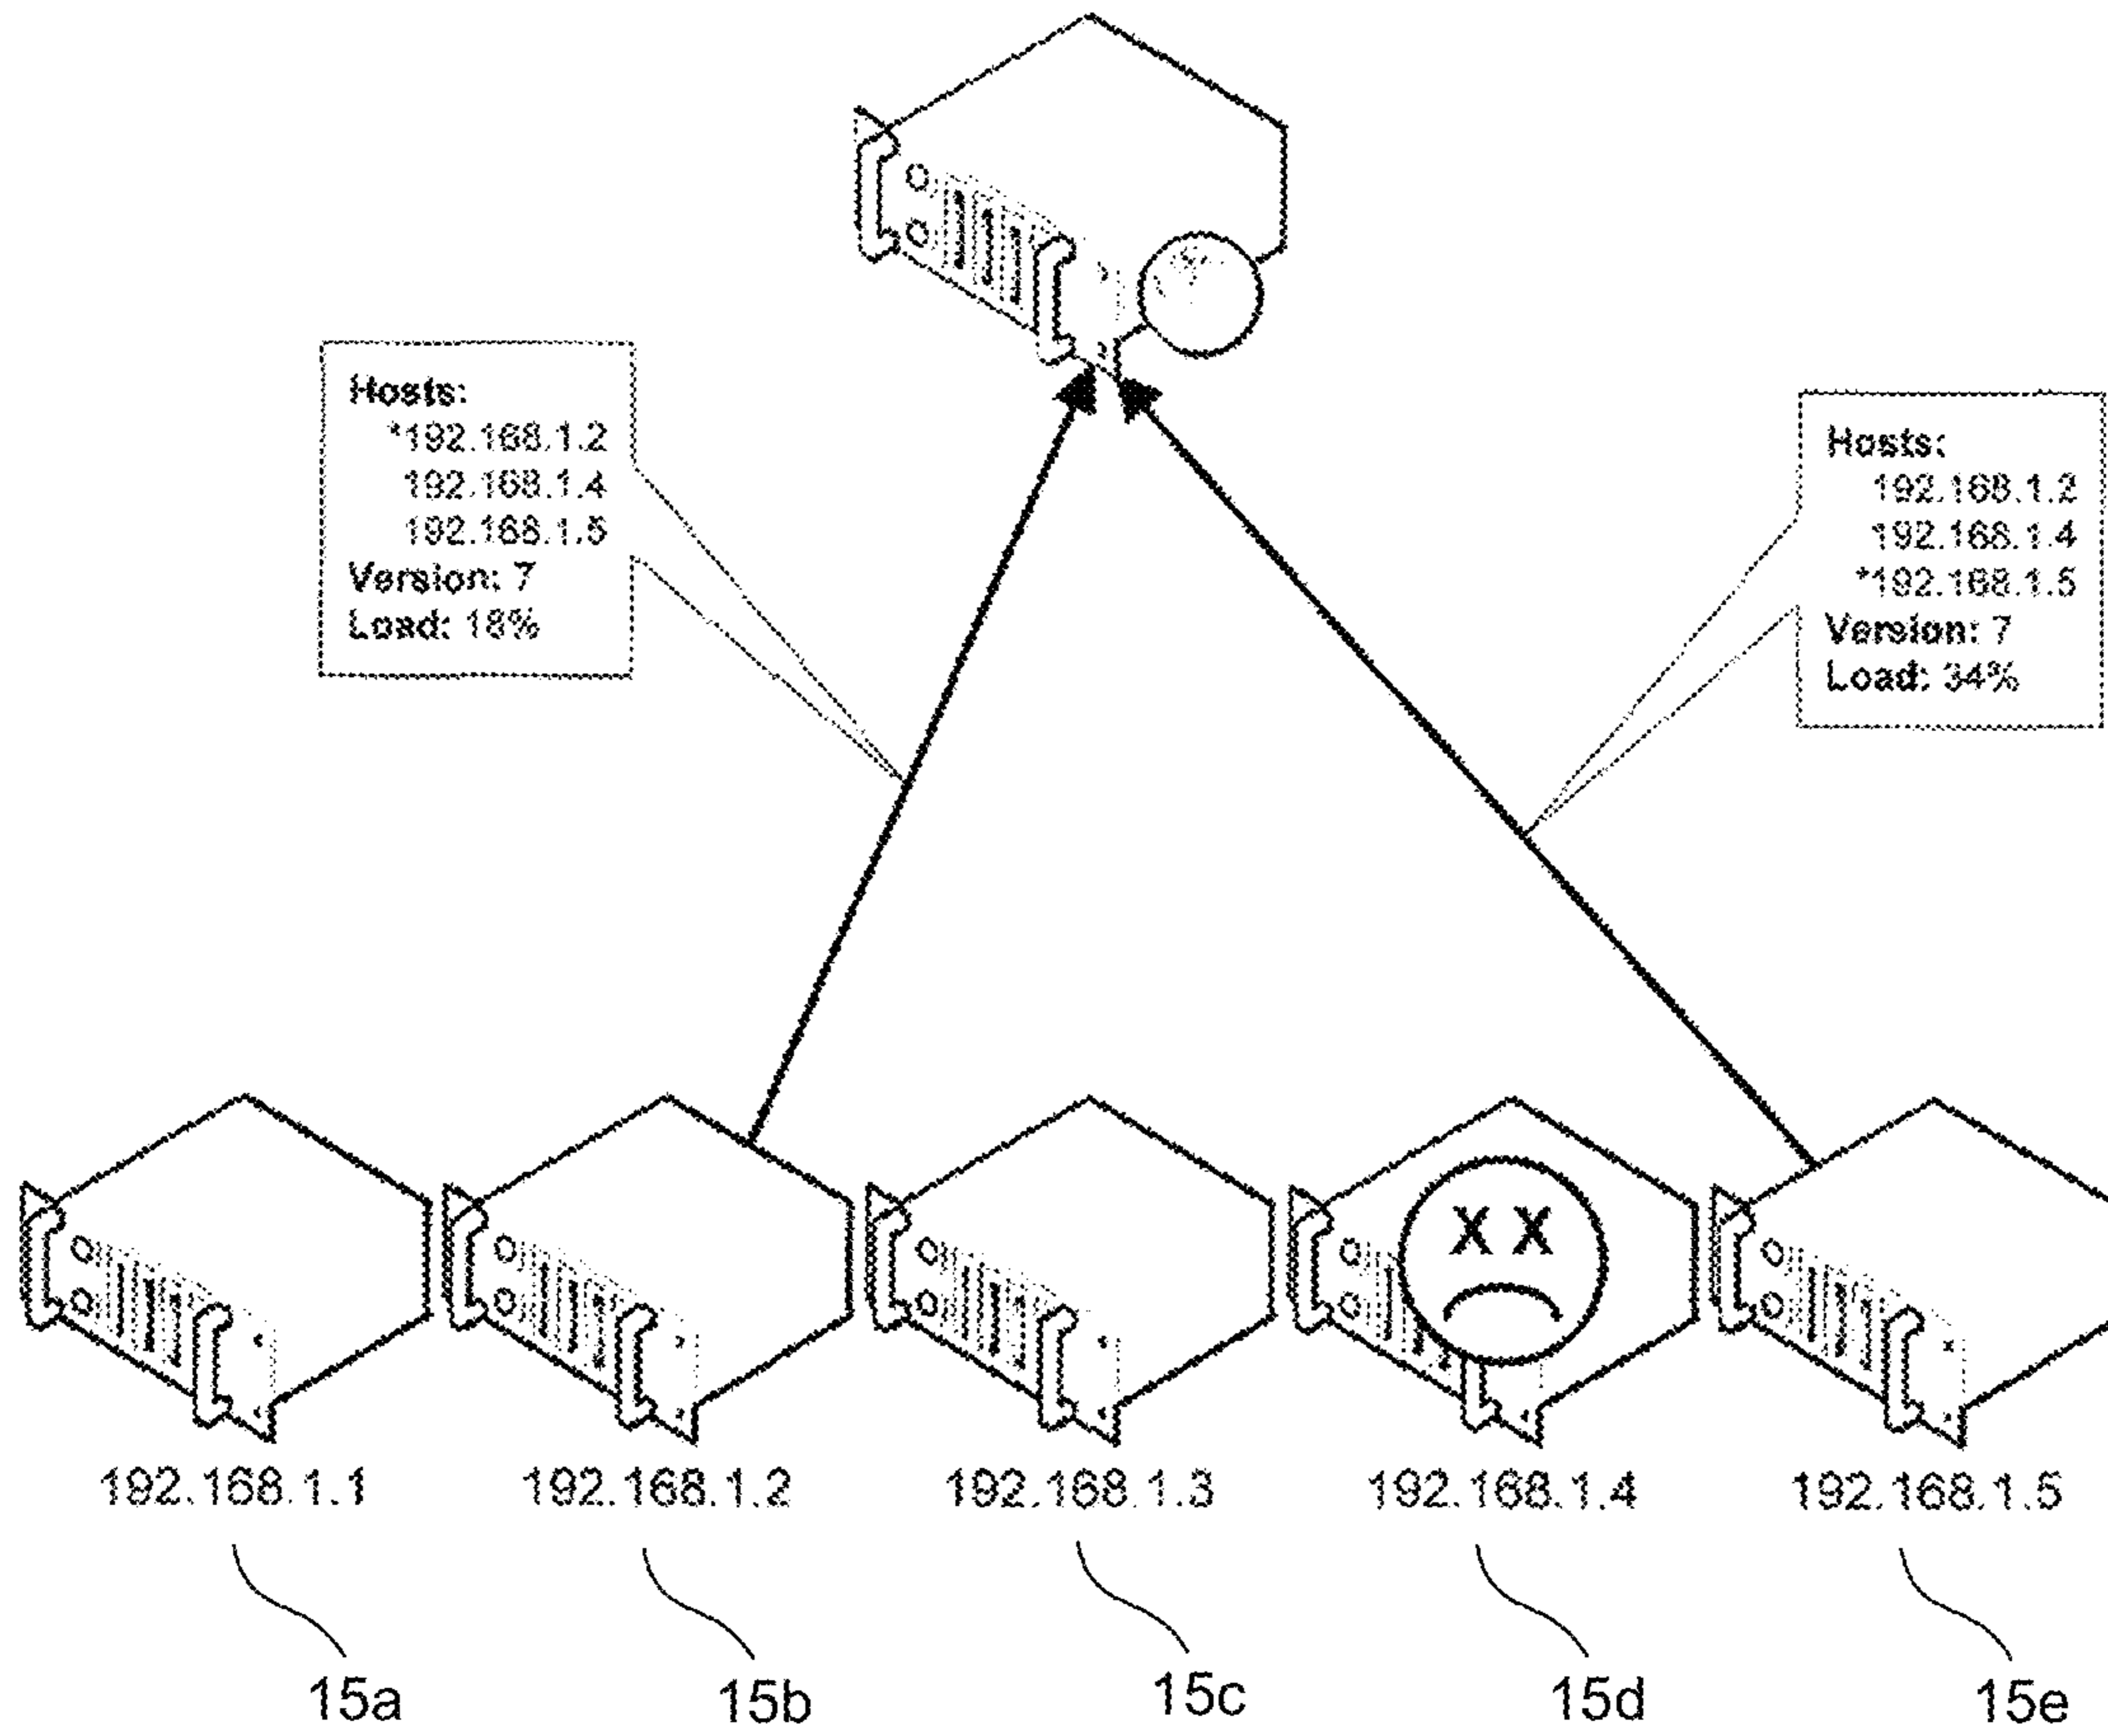 Hosts:
*192.168.1.2
192.168.1.4
192.168.1.5
Version: 7
Load: 18%
Hosts:
192.168.1.2
192.168.1.4
*192.168.1.5
Version: 7
Load: 34%
X X
192.168.1.1
192.168.1.2
192.168.1.3
192.168.1.4
192.168.1.5
15a
15b
15c
15d
15e